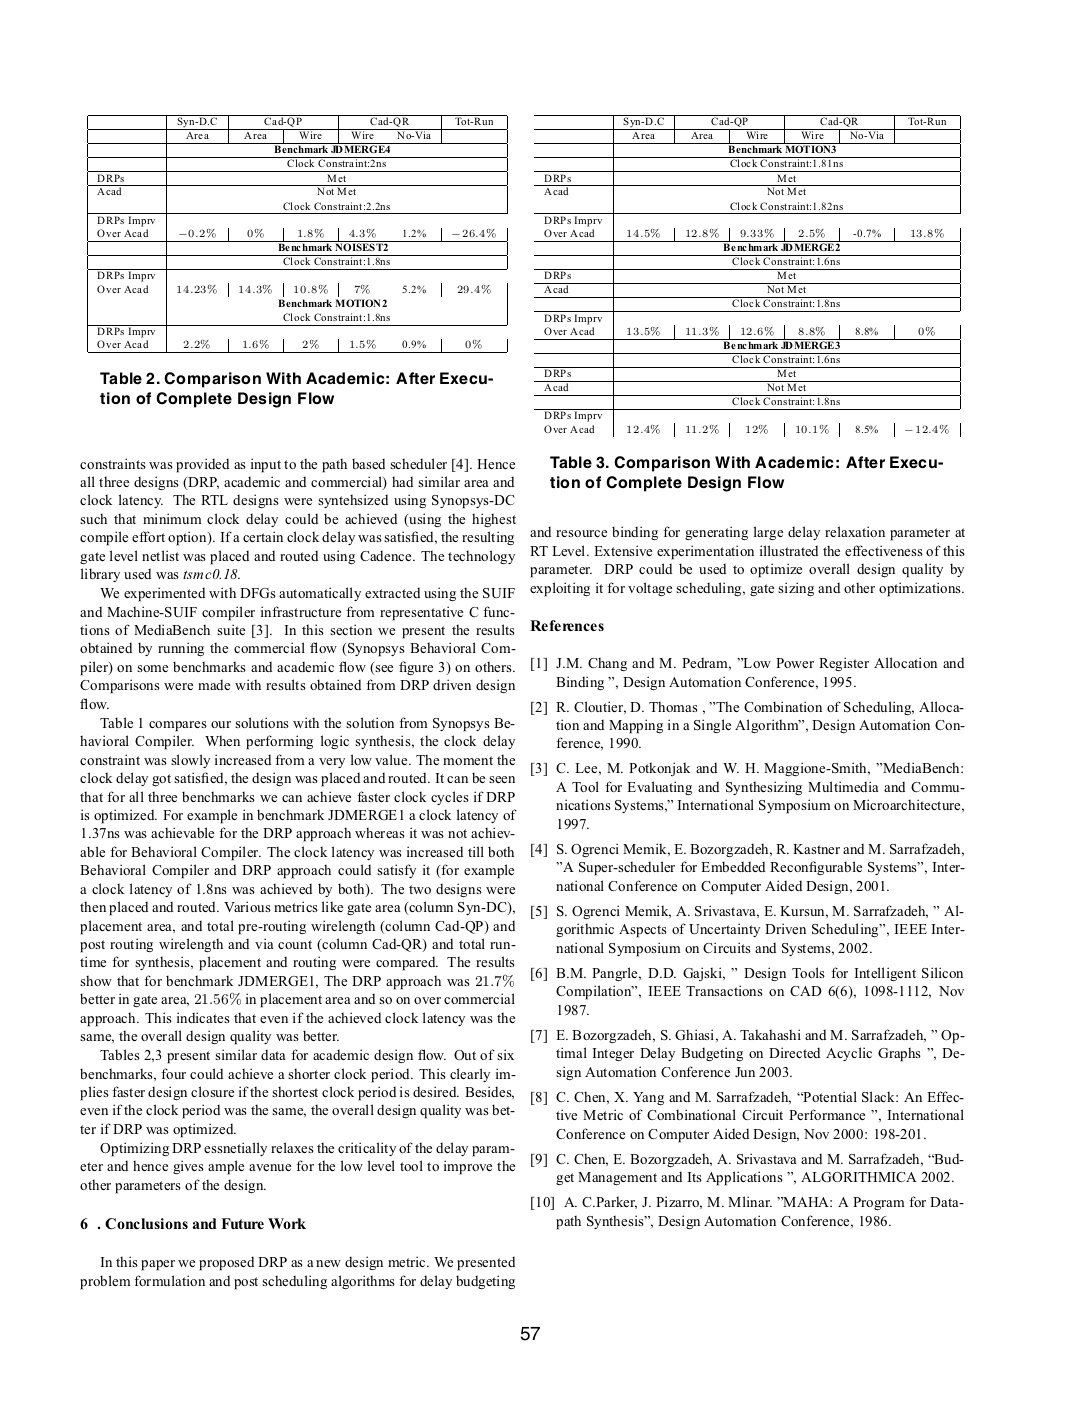 Syn-D.C Cad-QP Cad-QR Tot-Run
Area Area Wire Wire No-Via
Benchmark JDMERGE4
Clock Constraint:2ns
DRPs Met
Acad Not Met
Clock Constraint:2.2ns
DRPs Imprv
Over Acad −0.2% 0% 1.8% 4.3% 1.2% −26.4%
Benchmark NOISEST2
Clock Constraint:1.8ns
DRPs Imprv
Over Acad 14.23% 14.3% 10.8% 7% 5.2% 29.4%
Benchmark MOTION2
Clock Constraint:1.8ns
DRPs Imprv
Over Acad 2.2% 1.6% 2% 1.5% 0.9% 0%
Table 2. Comparison With Academic: After Execu-
tion of Complete Design Flow
constraints was provided as input to the path based scheduler [4]. Hence
all three designs (DRP, academic and commercial) had similar area and
clock latency. The RTL designs were syntehsized using Synopsys-DC
such that minimum clock delay could be achieved (using the highest
compile effort option). If a certain clock delay was satisfied, the resulting
gate level netlist was placed and routed using Cadence. The technology
library used was tsmc0.18.
We experimented with DFGs automatically extracted using the SUIF
and Machine-SUIF compiler infrastructure from representative C func-
tions of MediaBench suite [3]. In this section we present the results
obtained by running the commercial flow (Synopsys Behavioral Com-
piler) on some benchmarks and academic flow (see figure 3) on others.
Comparisons were made with results obtained from DRP driven design
flow.
Table 1 compares our solutions with the solution from Synopsys Be-
havioral Compiler. When performing logic synthesis, the clock delay
constraint was slowly increased from a very low value. The moment the
clock delay got satisfied, the design was placed and routed. It can be seen
that for all three benchmarks we can achieve faster clock cycles if DRP
is optimized. For example in benchmark JDMERGE1 a clock latency of
1.37ns was achievable for the DRP approach whereas it was not achiev-
able for Behavioral Compiler. The clock latency was increased till both
Behavioral Compiler and DRP approach could satisfy it (for example
a clock latency of 1.8ns was achieved by both). The two designs were
then placed and routed. Various metrics like gate area (column Syn-DC),
placement area, and total pre-routing wirelength (column Cad-QP) and
post routing wirelength and via count (column Cad-QR) and total run-
time for synthesis, placement and routing were compared. The results
show that for benchmark JDMERGE1, The DRP approach was 21.7%
better in gate area, 21.56% in placement area and so on over commercial
approach. This indicates that even if the achieved clock latency was the
same, the overall design quality was better.
Tables 2,3 present similar data for academic design flow. Out of six
benchmarks, four could achieve a shorter clock period. This clearly im-
plies faster design closure if the shortest clock period is desired. Besides,
even if the clock period was the same, the overall design quality was bet-
ter if DRP was optimized.
Optimizing DRP essnetially relaxes the criticality of the delay param-
eter and hence gives ample avenue for the low level tool to improve the
other parameters of the design.
6 . Conclusions and Future Work
In this paper we proposed DRP as a new design metric. We presented
problem formulation and post scheduling algorithms for delay budgeting
Syn-D.C Cad-QP Cad-QR Tot-Run
Area Area Wire Wire No-Via
Benchmark MOTION3
Clock Constraint:1.81ns
DRPs Met
Acad Not Met
Clock Constraint:1.82ns
DRPs Imprv
Over Acad 14.5% 12.8% 9.33% 2.5% -0.7% 13.8%
Benchmark JDMERGE2
Clock Constraint:1.6ns
DRPs Met
Acad Not Met
Clock Constraint:1.8ns
DRPs Imprv
Over Acad 13.5% 11.3% 12.6% 8.8% 8.8% 0%
Benchmark JDMERGE3
Clock Constraint:1.6ns
DRPs Met
Acad Not Met
Clock Constraint:1.8ns
DRPs Imprv
Over Acad 12.4% 11.2% 12% 10.1% 8.5% −12.4%
Table 3. Comparison With Academic: After Execu-
tion of Complete Design Flow
and resource binding for generating large delay relaxation parameter at
RT Level. Extensive experimentation illustrated the effectiveness of this
parameter. DRP could be used to optimize overall design quality by
exploiting it for voltage scheduling, gate sizing and other optimizations.
References
[1] J.M. Chang and M. Pedram, ”Low Power Register Allocation and
Binding ”, Design Automation Conference, 1995.
[2] R. Cloutier, D. Thomas , ”The Combination of Scheduling, Alloca-
tion and Mapping in a Single Algorithm”, Design Automation Con-
ference, 1990.
[3] C. Lee, M. Potkonjak and W. H. Maggione-Smith, ”MediaBench:
A Tool for Evaluating and Synthesizing Multimedia and Commu-
nications Systems,” International Symposium on Microarchitecture,
1997.
[4] S. Ogrenci Memik, E. Bozorgzadeh, R. Kastner and M. Sarrafzadeh,
”A Super-scheduler for Embedded Reconfigurable Systems”, Inter-
national Conference on Computer Aided Design, 2001.
[5] S. Ogrenci Memik, A. Srivastava, E. Kursun, M. Sarrafzadeh, ” Al-
gorithmic Aspects of Uncertainty Driven Scheduling”, IEEE Inter-
national Symposium on Circuits and Systems, 2002.
[6] B.M. Pangrle, D.D. Gajski, ” Design Tools for Intelligent Silicon
Compilation”, IEEE Transactions on CAD 6(6), 1098-1112, Nov
1987.
[7] E. Bozorgzadeh, S. Ghiasi, A. Takahashi and M. Sarrafzadeh, ” Op-
timal Integer Delay Budgeting on Directed Acyclic Graphs ”, De-
sign Automation Conference Jun 2003.
[8] C. Chen, X. Yang and M. Sarrafzadeh, “Potential Slack: An Effec-
tive Metric of Combinational Circuit Performance ”, International
Conference on Computer Aided Design, Nov 2000: 198-201.
[9] C. Chen, E. Bozorgzadeh, A. Srivastava and M. Sarrafzadeh, “Bud-
get Management and Its Applications ”, ALGORITHMICA 2002.
[10] A. C.Parker, J. Pizarro, M. Mlinar. ”MAHA: A Program for Data-
path Synthesis”, Design Automation Conference, 1986.
57